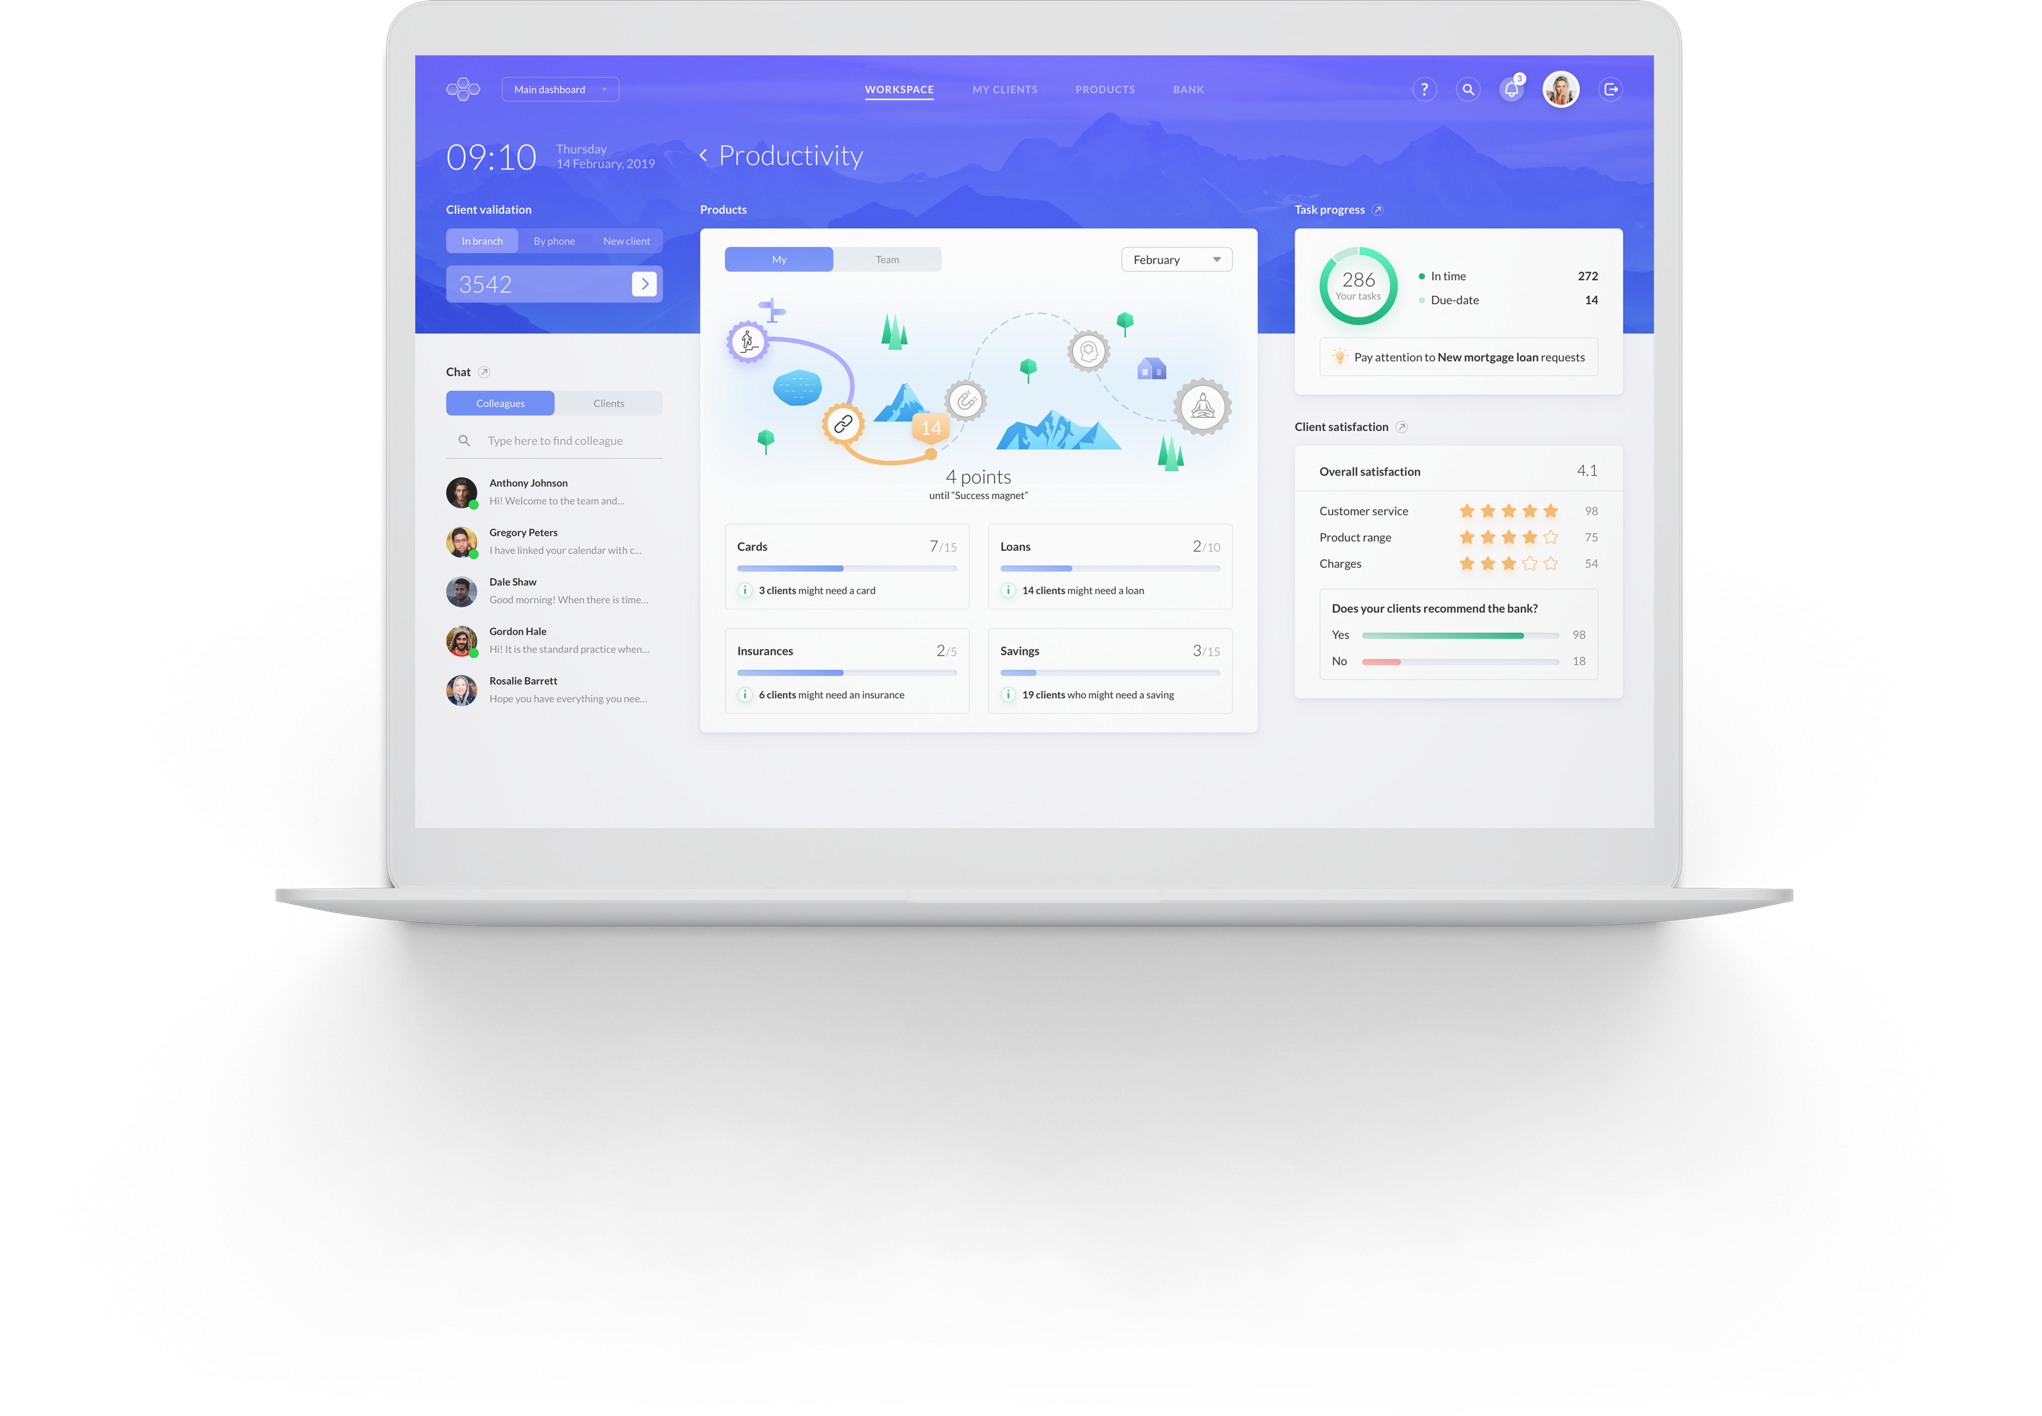 Main dashboard
WORKSPACE
MY CLIENTS
PRODUCTS
BANK
?
3
09:10
Thursday
14 February, 2019
Productivity
Client validation
In branch
By phone
New client
3542
Chat
Colleagues
Clients
Type here to find colleague
Anthony Johnson
Hi! Welcome to the team and...
Gregory Peters
I have linked your calendar with c...
Dale Shaw
Good morning! When there is time...
Gordon Hale
Hi! It is the standard practice when...
Rosalie Barrett
Hope you have everything you nee...
Products
My
Team
February
14
4 points
until “Success magnet”
Cards 7/15
i 3 clients might need a card
Loans 2/10
i 14 clients might need a loan
Insurances 2/5
i 6 clients might need an insurance
Savings 3/15
i 19 clients who might need a saving
Task progress
286
Your tasks
In time 272
Due-date 14
Pay attention to New mortgage loan requests
Client satisfaction
Overall satisfaction 4.1
Customer service 98
Product range 75
Charges 54
Does your clients recommend the bank?
Yes 98
No 18